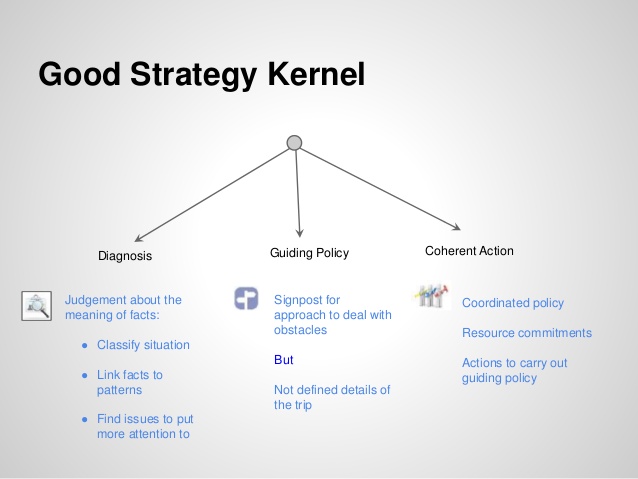 Good Strategy Kernel
Diagnosis
Guiding Policy
Coherent Action
Judgement about the
meaning of facts:
● Classify situation
● Link facts to
patterns
● Find issues to put
more attention to
Signpost for
approach to deal with
obstacles
But
Not defined details of
the trip
Coordinated policy
Resource commitments
Actions to carry out
guiding policy